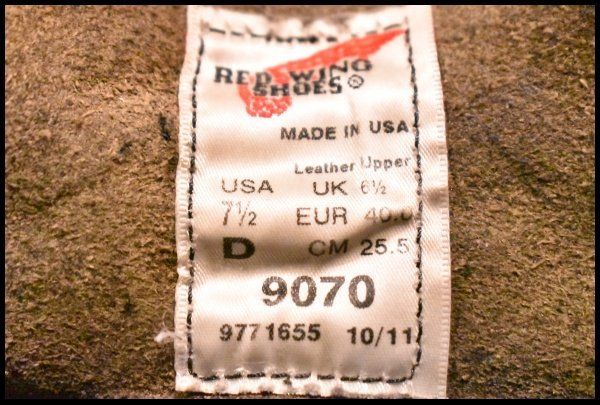 RED WING
SHOES®
MADE IN USA
Leather Upper
USA UK 6½
7½ EUR 40.0
D CM 25.5
9070
9771655 10/11